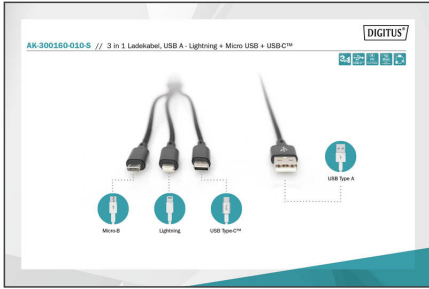 DIGITUS®
AK-300160-010-S // 3 in 1 Ladekabel, USB A - Lightning + Micro USB + USB-C™
USB Type A
Micro-B
Lightning
USB Type-C™